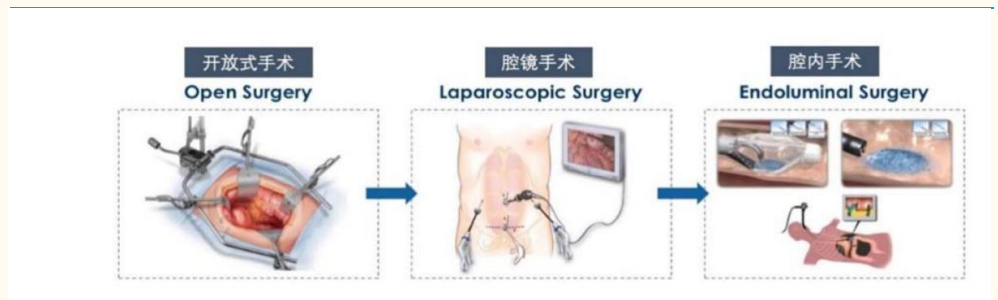 开放式手术
Open Surgery
腔镜手术
Laparoscopic Surgery
腔内手术
Endoluminal Surgery